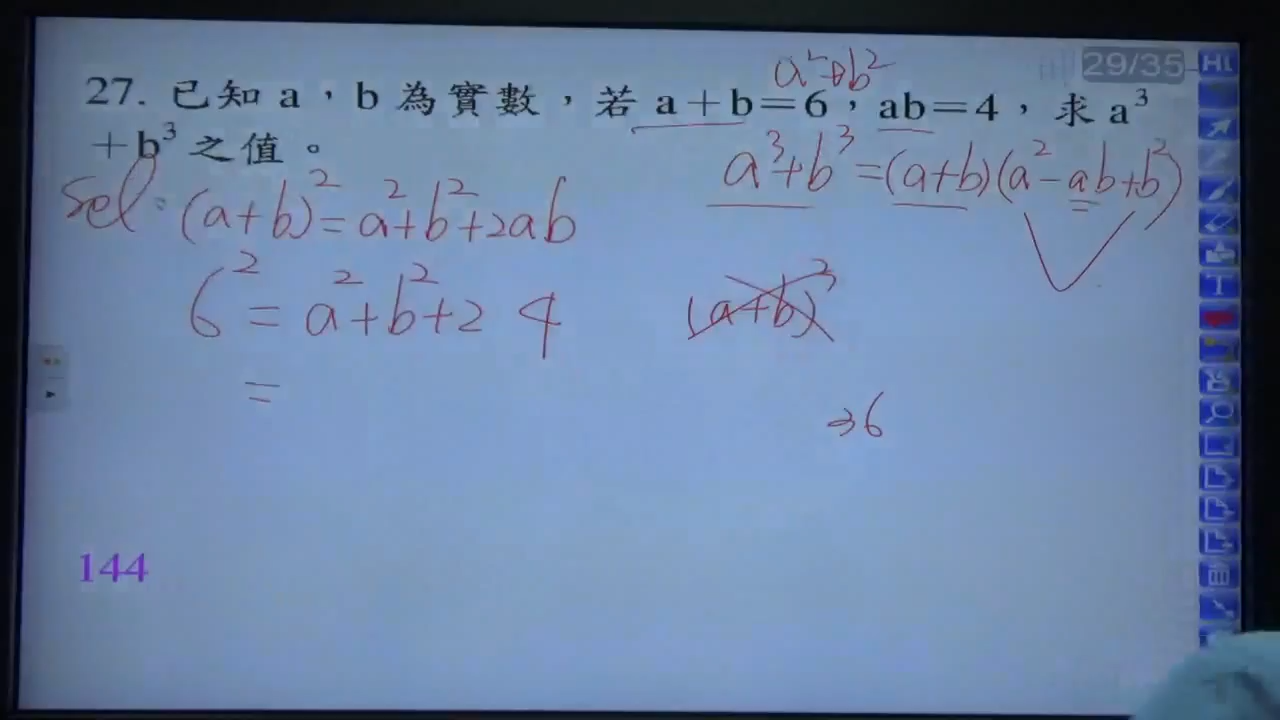 29/35
a²+b²
27. 已知 a，b 為實數，若 a+b=6，ab=4，求 a³
+b³ 之值。
a³+b³=(a+b)(a²-ab+b²)
Sol: (a+b)²=a²+b²+2ab
6²=a²+b²+2 4
(a+b)³
=
⇒6
144